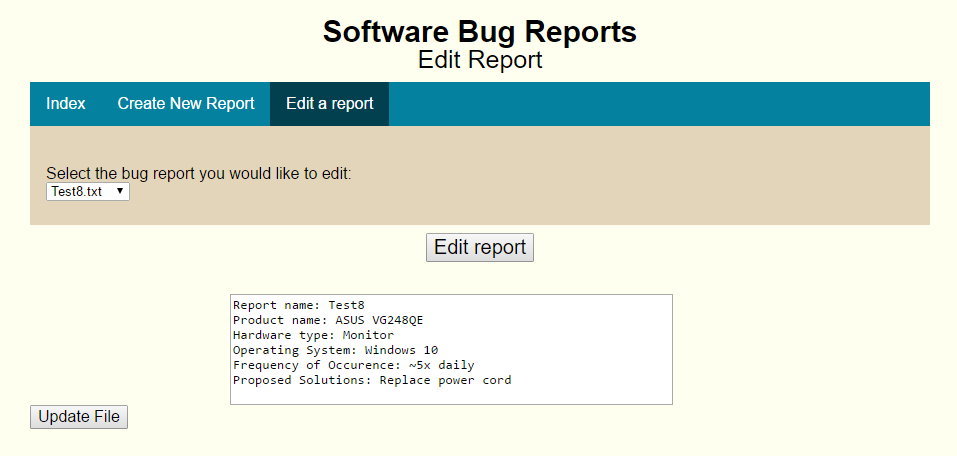 Software Bug Reports
Edit Report
Index Create New Report Edit a report
Select the bug report you would like to edit:
Test8.txt
Edit report
Report name: Test8
Product name: ASUS VG248QE
Hardware type: Monitor
Operating System: Windows 10
Frequency of Occurence: ~5x daily
Proposed Solutions: Replace power cord
Update File